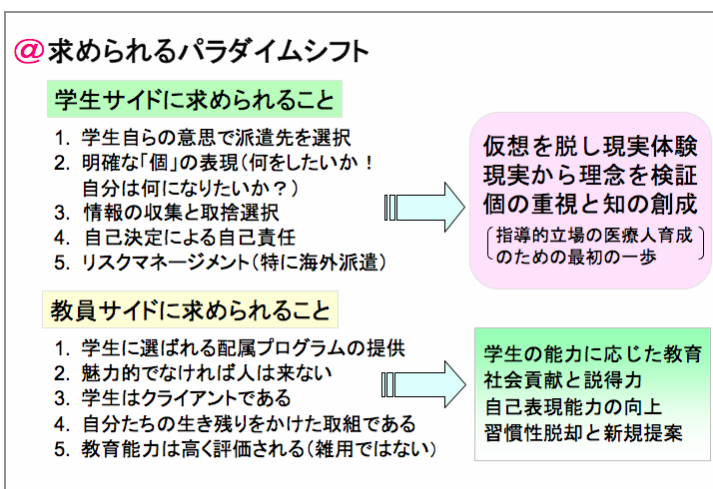 @求められるパラダイムシフト
学生サイドに求められること
1. 学生自らの意思で派遣先を選択
2. 明確な「個」の表現(何をしたいか！
自分は何になりたいか？)
3. 情報の収集と取捨選択
4. 自己決定による自己責任
5. リスクマネージメント(特に海外派遣)
仮想を脱し現実体験
現実から理念を検証
個の重視と知の創成
(指導的立場の医療人育成
のための最初の一歩)
教員サイドに求められること
1. 学生に選ばれる配属プログラムの提供
2. 魅力的でなければ人は来ない
3. 学生はクライアントである
4. 自分たちの生き残りをかけた取組である
5. 教育能力は高く評価される(雑用ではない)
学生の能力に応じた教育
社会貢献と説得力
自己表現能力の向上
習慣性脱却と新規提案